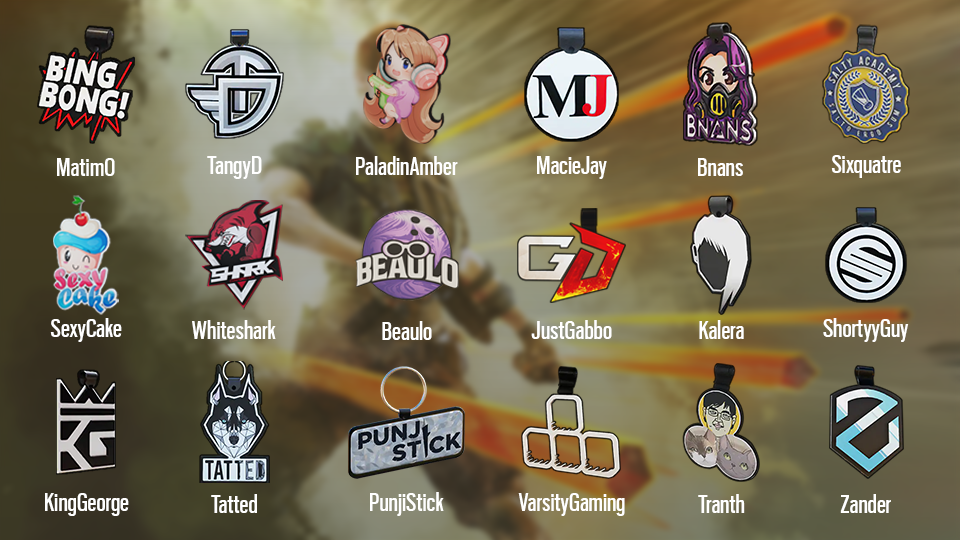 BING
BONG!
TD
MJ
BNANS
SALTY ACADEMY
MatimO
TangyD
PaladinAmber
MacieJay
Bnans
Sixquatre
Sexy
Cake
SHARK
BEAULO
GD
S
SexyCake
Whiteshark
Beaulo
JustGabbo
Kalera
ShortyyGuy
KG
TATTED
PUNJI
STICK
Z
KingGeorge
Tatted
PunjiStick
VarsityGaming
Tranth
Zander